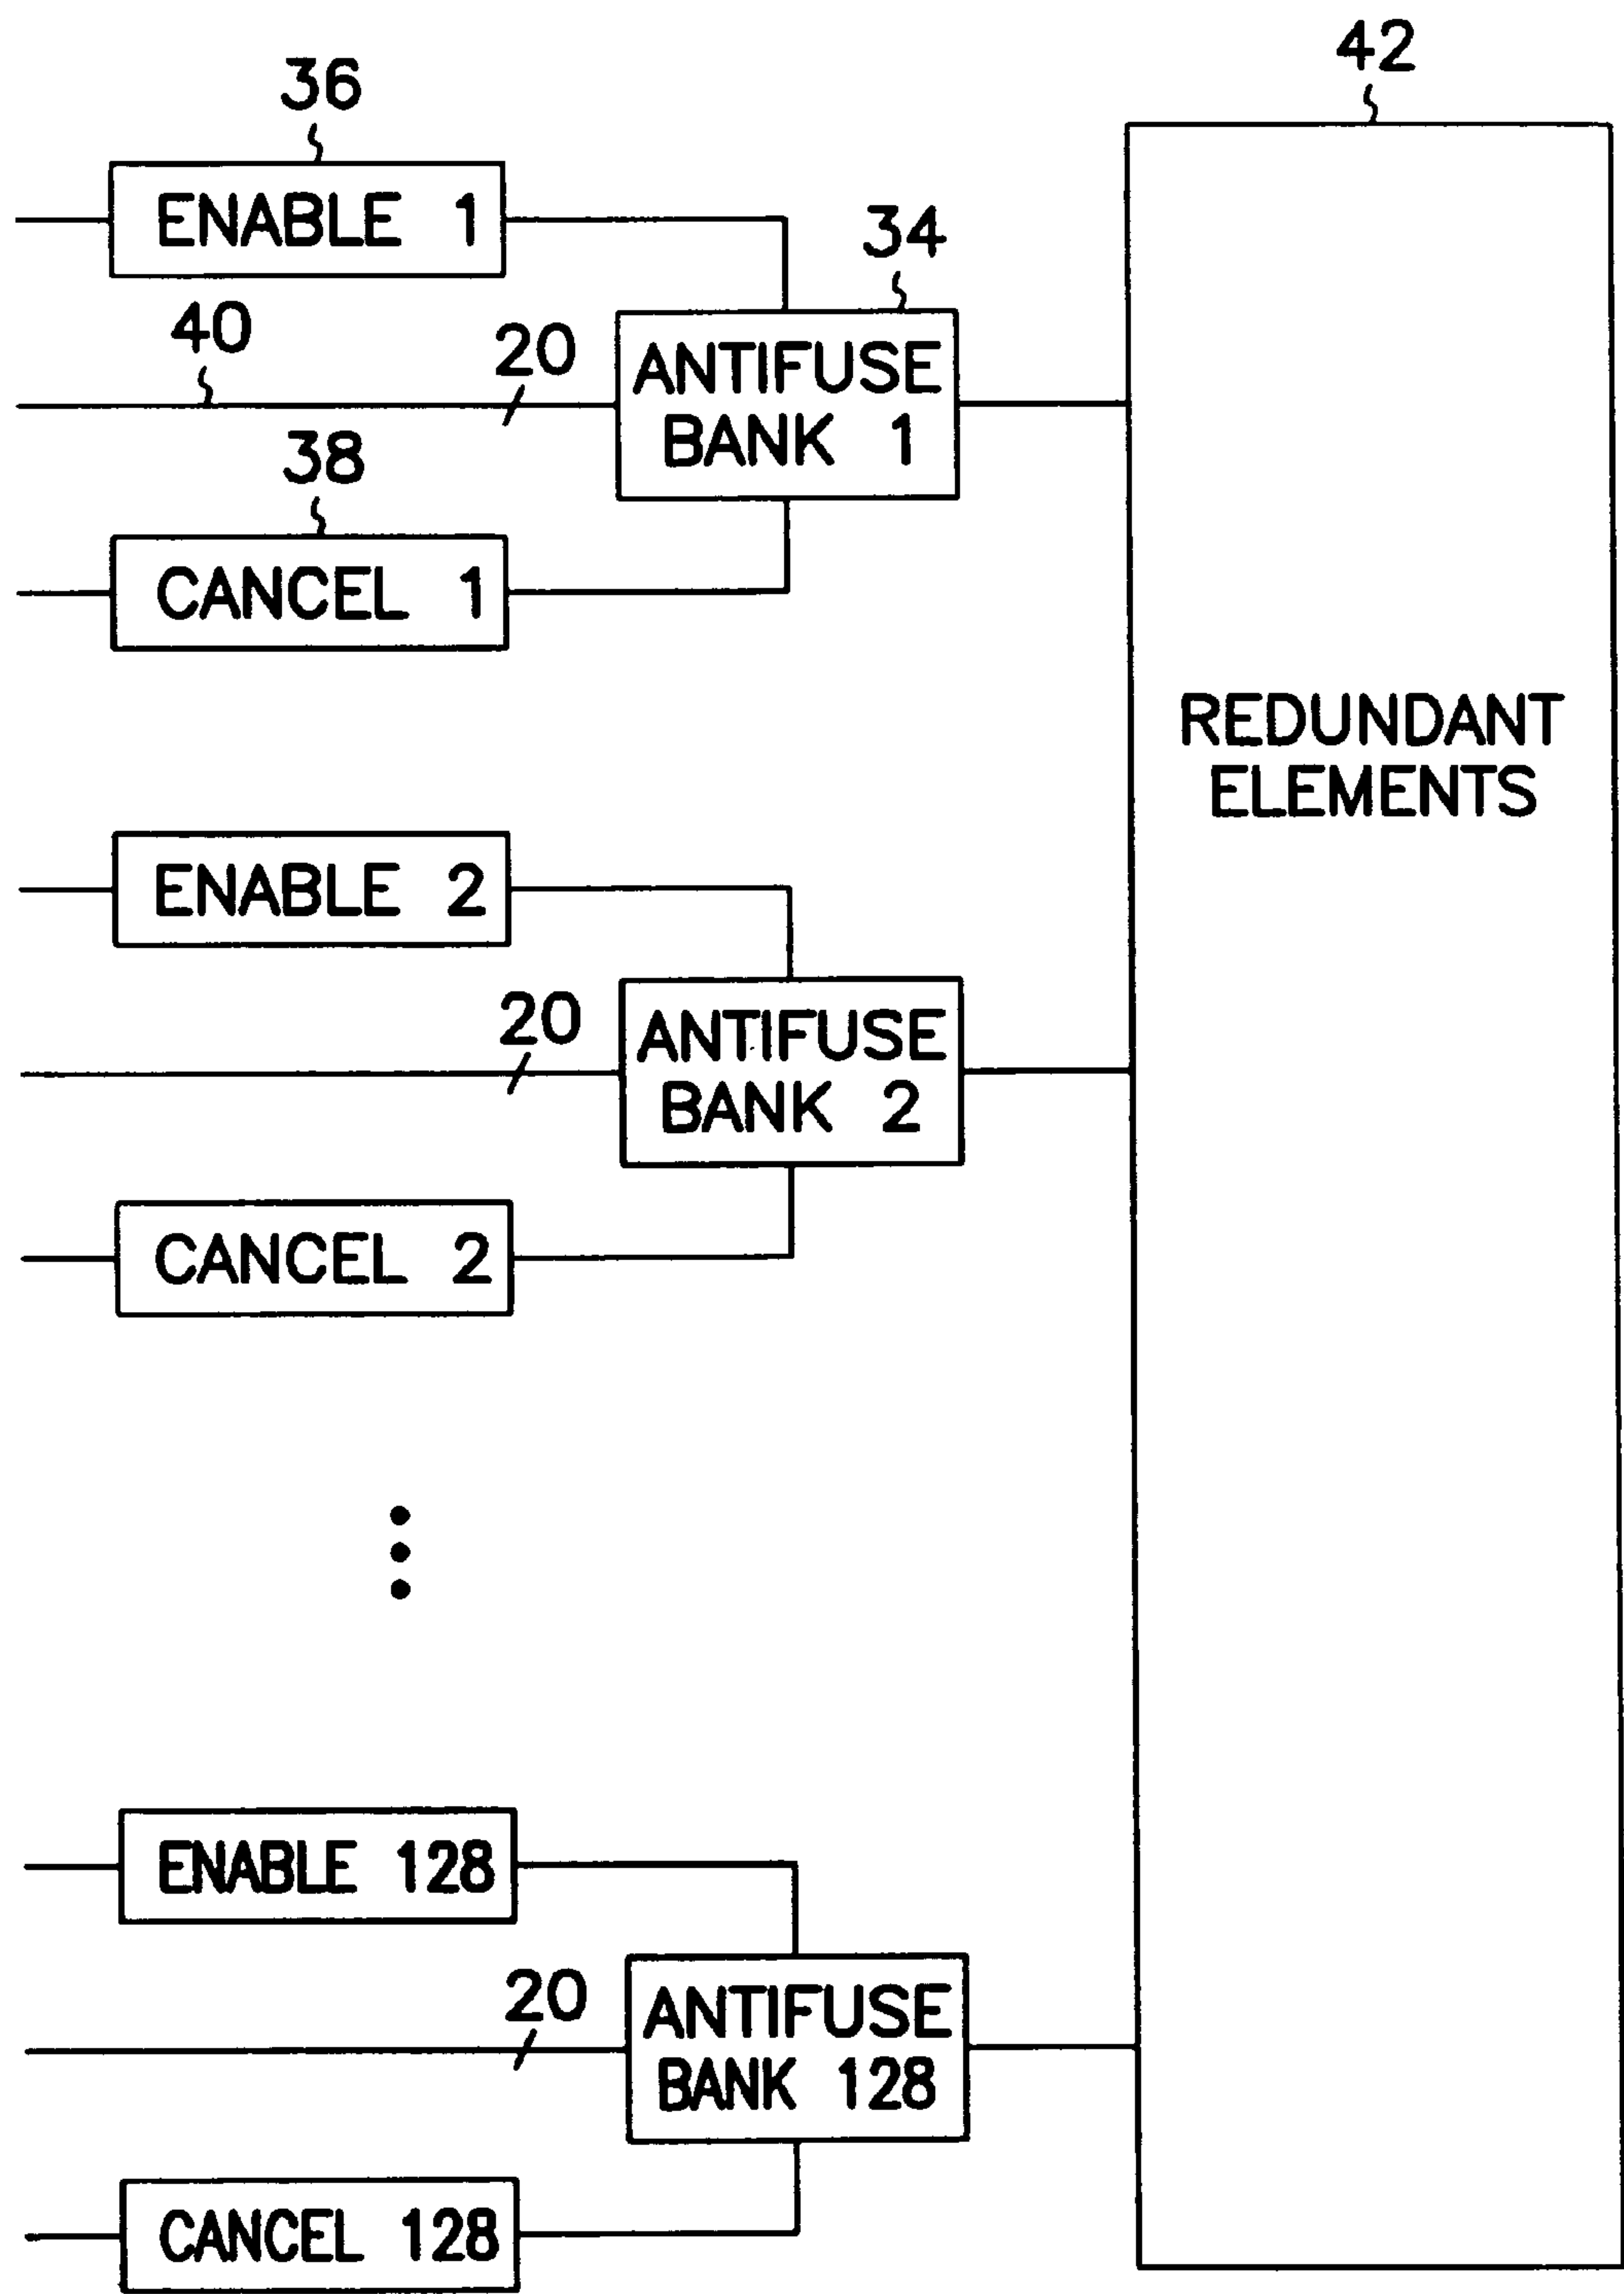 42
36
ENABLE 1
34
40
20
ANTIFUSE
BANK 1
38
CANCEL 1
REDUNDANT
ELEMENTS
ENABLE 2
20
ANTIFUSE
BANK 2
CANCEL 2
ENABLE 128
20
ANTIFUSE
BANK 128
CANCEL 128